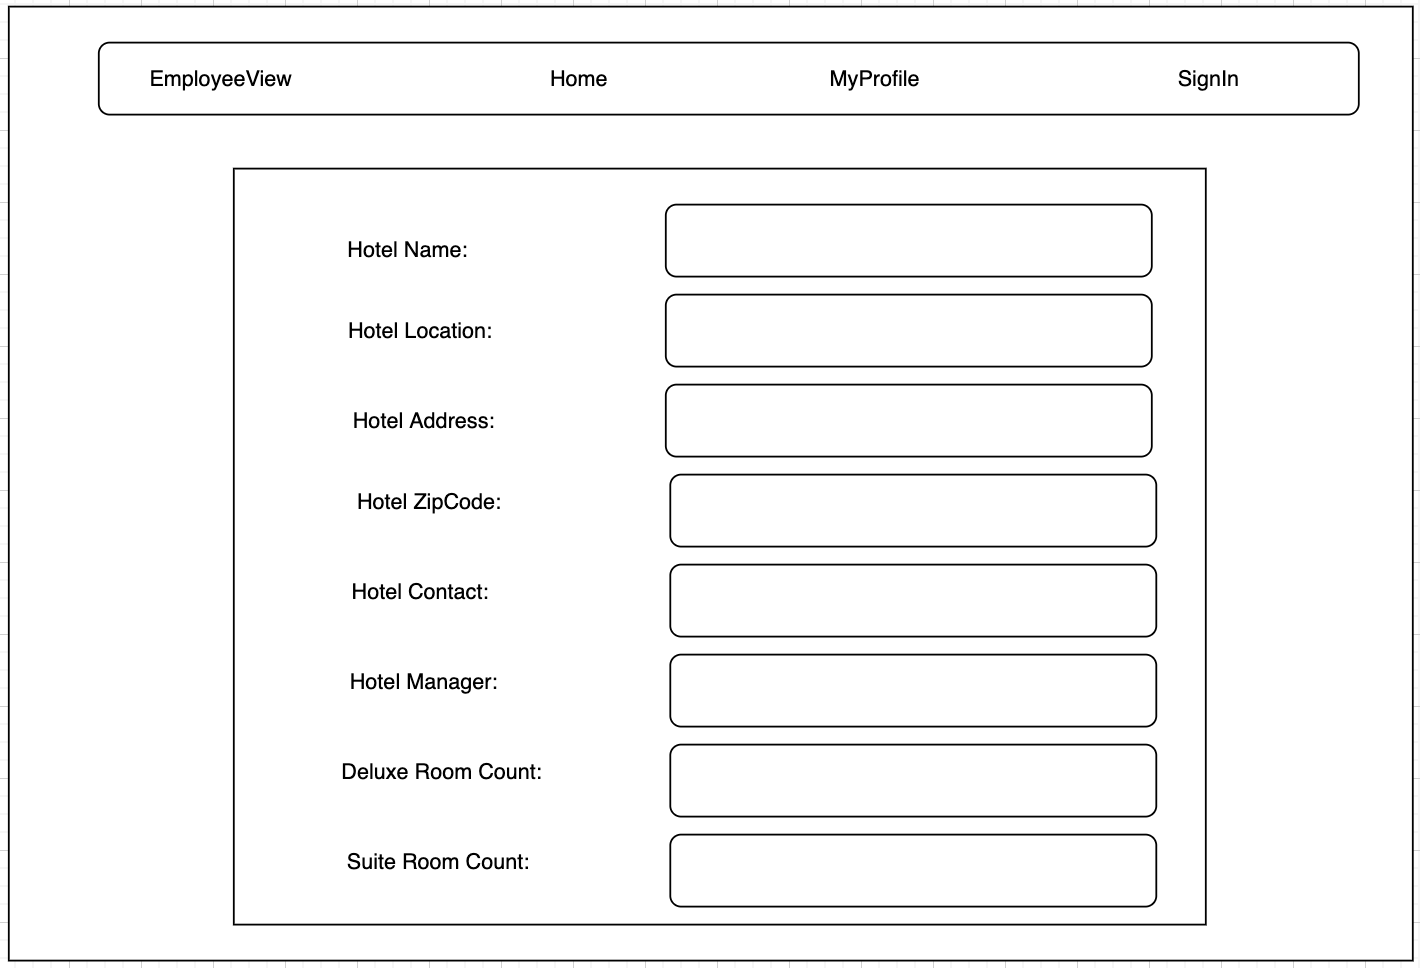 EmployeeView Home MyProfile SignIn
Hotel Name:
Hotel Location:
Hotel Address:
Hotel ZipCode:
Hotel Contact:
Hotel Manager:
Deluxe Room Count:
Suite Room Count: